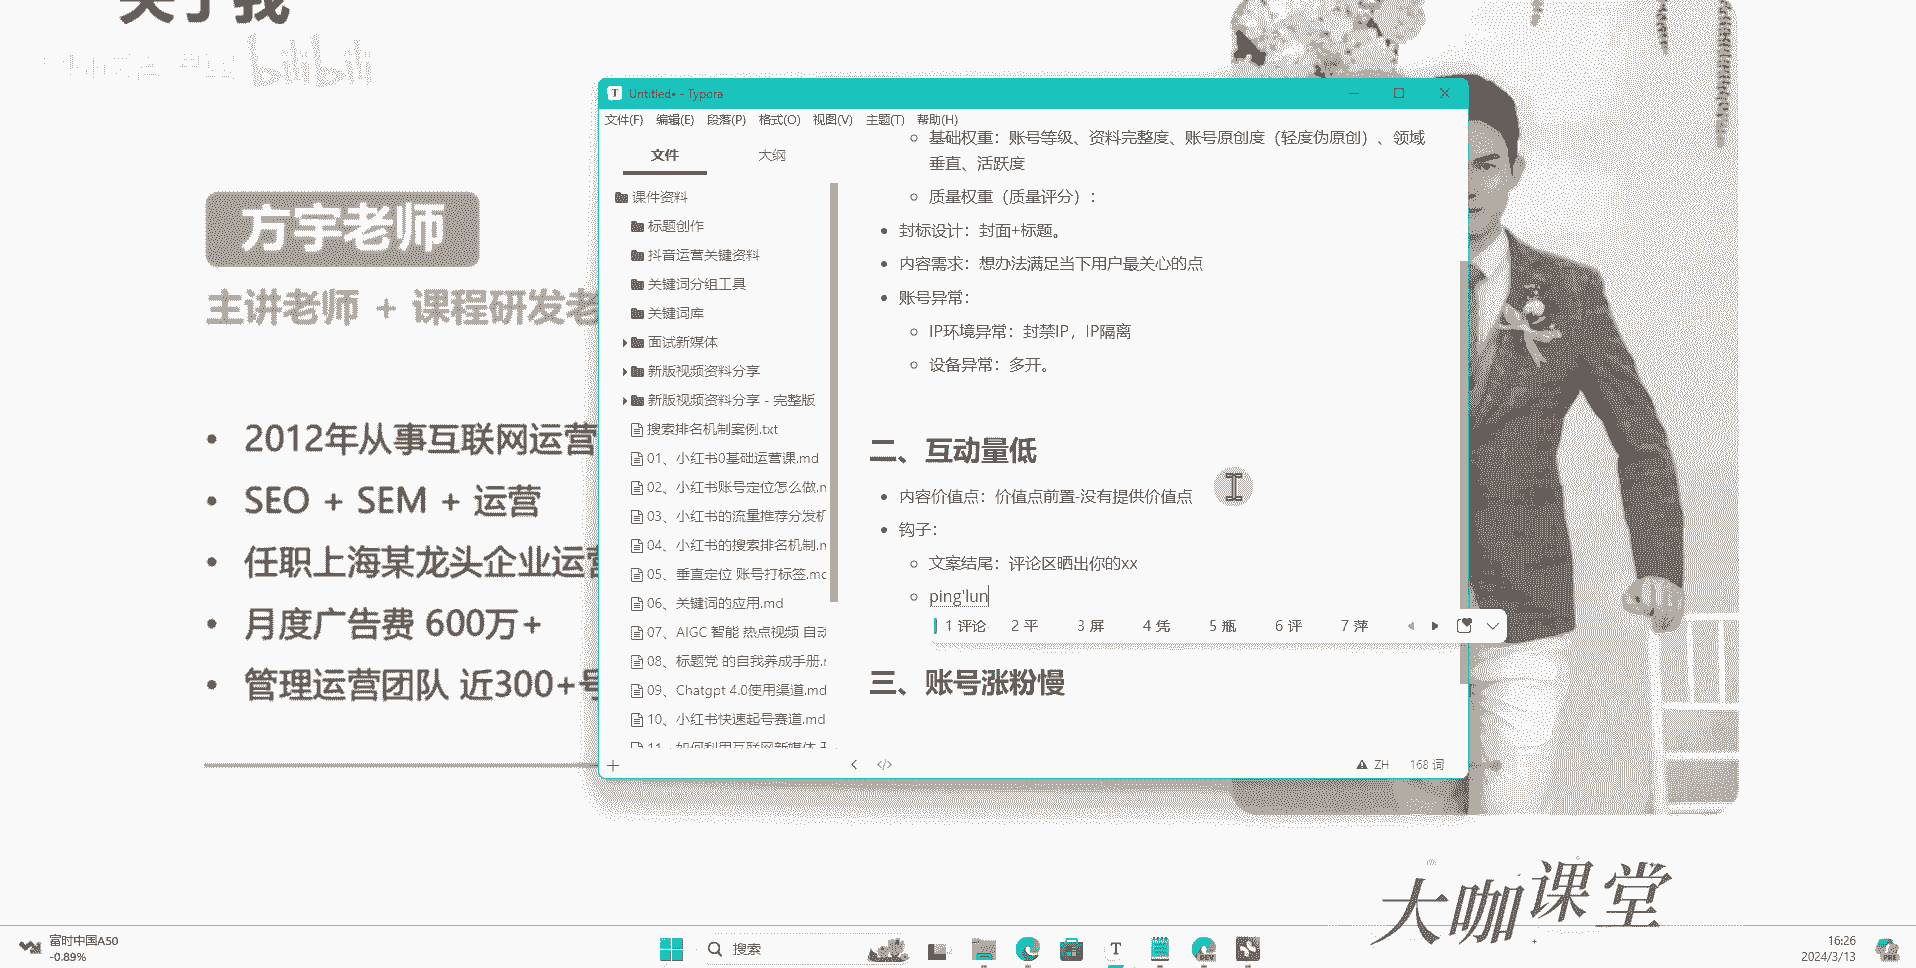 关于我
bilibili
方宇老师
主讲老师 + 课程研发老
2012年从事互联网运营
SEO + SEM + 运营
任职上海某龙头企业运营
月度广告费 600万+
管理运营团队 近300+号
Untitled• - Typora
文件(F) 编辑(E) 段落(P) 格式(O) 视图(V) 主题(T) 帮助(H)
文件 大纲
课件资料
标题创作
抖音运营关键资料
关键词分组工具
关键词库
面试新媒体
新版视频资料分享
新版视频资料分享 - 完整版
搜索排名机制案例.txt
01、小红书0基础运营课.md
02、小红书账号定位怎么做.m
03、小红书的流量推荐分发机
04、小红书的搜索排名机制.m
05、垂直定位 账号打标签.md
06、关键词的应用.md
07、AIGC 智能 热点视频 自动
08、标题党 的自我养成手册.m
09、Chatgpt 4.0使用渠道.md
10、小红书快速起号赛道.md
11、如何利用互联网新媒体
基础权重：账号等级、资料完整度、账号原创度（轻度伪原创）、领域
垂直、活跃度
质量权重（质量评分）：
封标设计：封面+标题。
内容需求：想办法满足当下用户最关心的点
账号异常：
IP环境异常：封禁IP，IP隔离
设备异常：多开。
二、互动量低
内容价值点：价值点前置-没有提供价值点
钩子：
文案结尾：评论区晒出你的xx
ping'lun
1 评论 2 平 3 屏 4 凭 5 瓶 6 评 7 萍
三、账号涨粉慢
ZH 168 词
大咖课堂
富时中国A50
-0.89%
搜索
16:26
2024/3/13